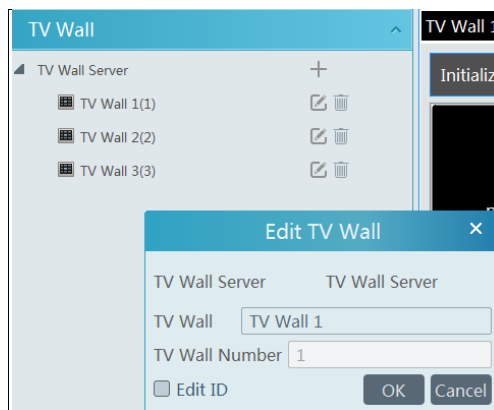 TV Wall
TV Wall 1
TV Wall Server
Initializ
TV Wall 1(1)
TV Wall 2(2)
TV Wall 3(3)
Edit TV Wall
TV Wall Server TV Wall Server
TV Wall TV Wall 1
TV Wall Number 1
Edit ID OK Cancel